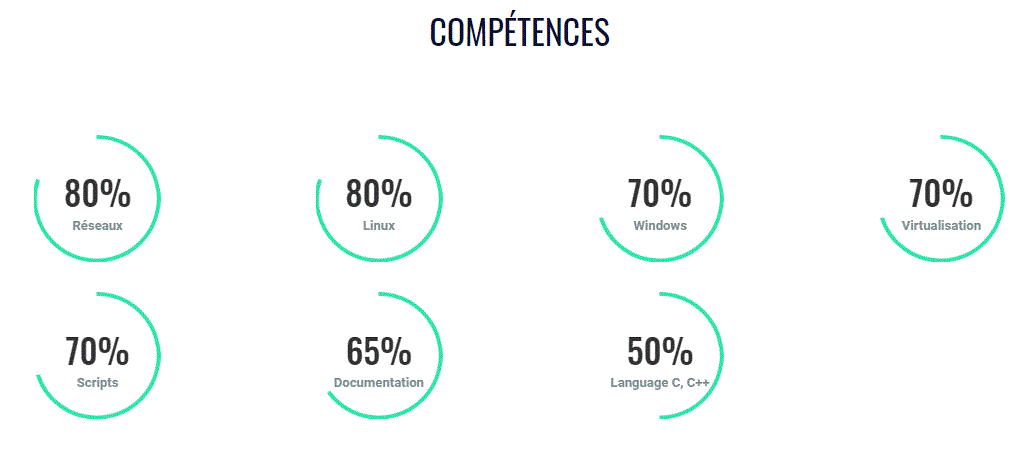 COMPÉTENCES
80%
Réseaux
80%
Linux
70%
Windows
70%
Virtualisation
70%
Scripts
65%
Documentation
50%
Language C, C++